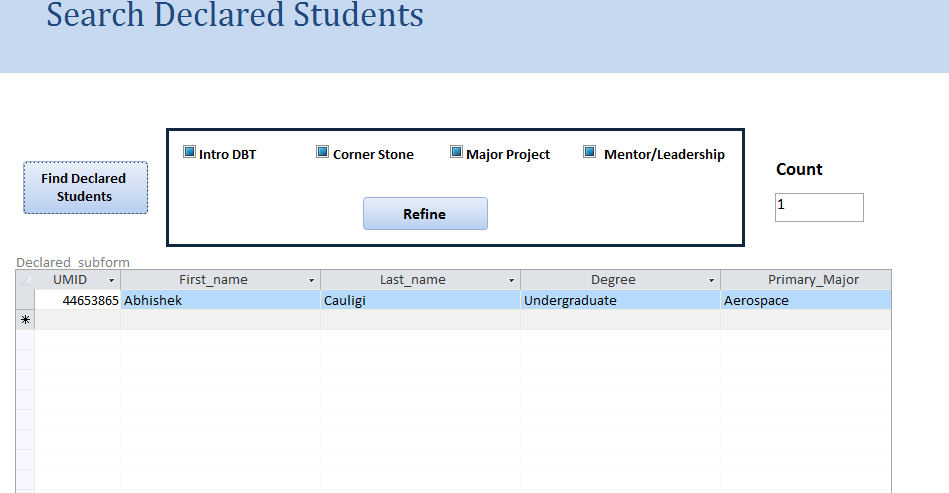 Search Declared Students
Find Declared
Students
Intro DBT
Corner Stone
Major Project
Mentor/Leadership
Refine
Count
1
Declared_subform
UMID First_name Last_name Degree Primary_Major
44653865 Abhishek Cauligi Undergraduate Aerospace